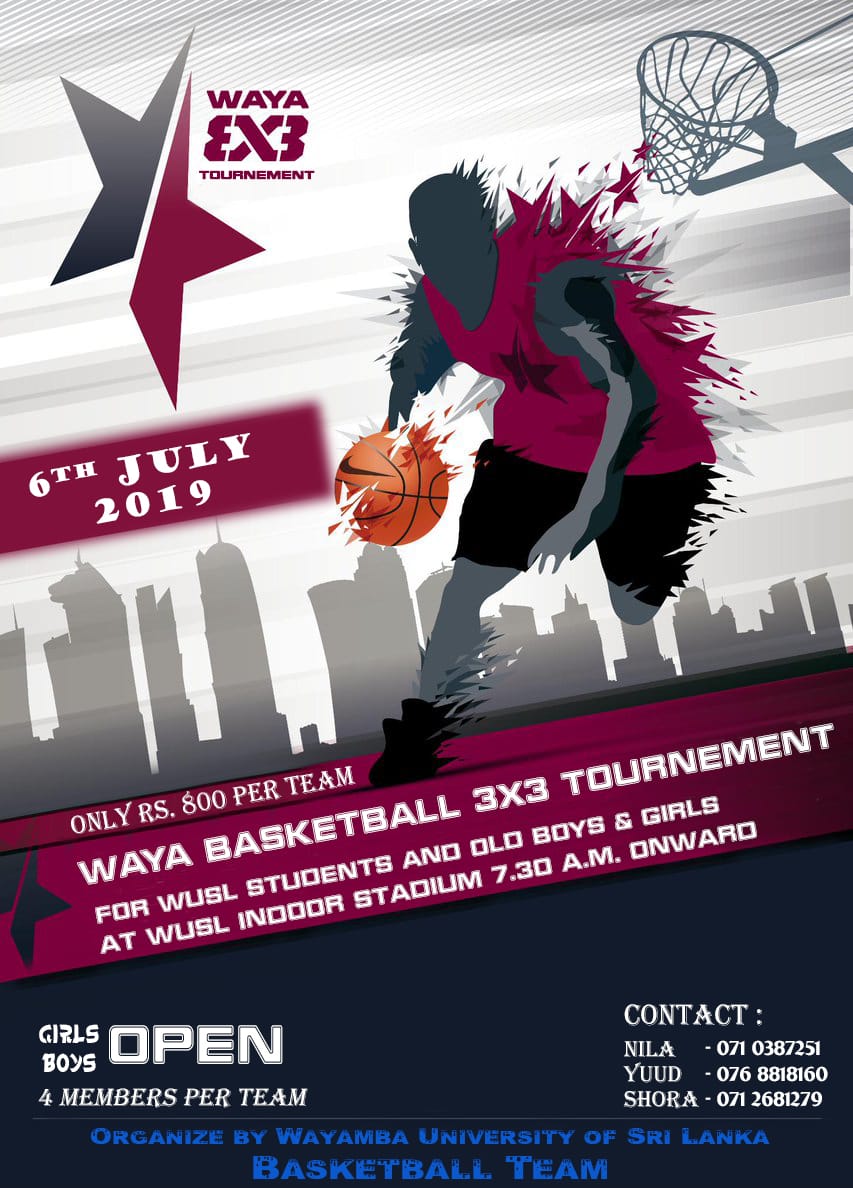 WAYA
3X3
TOURNEMENT
6TH JULY
2019
ONLY RS. 800 PER TEAM
WAYA BASKETBALL 3X3 TOURNEMENT
FOR WUSL STUDENTS AND OLD BOYS & GIRLS
AT WUSL INDOOR STADIUM 7.30 A.M. ONWARD
GIRLS
BOYS
OPEN
4 MEMBERS PER TEAM
CONTACT :
NILA - 071 0387251
YUUD - 076 8818160
SHORA - 071 2681279
ORGANIZE BY WAYAMBA UNIVERSITY OF SRI LANKA
BASKETBALL TEAM